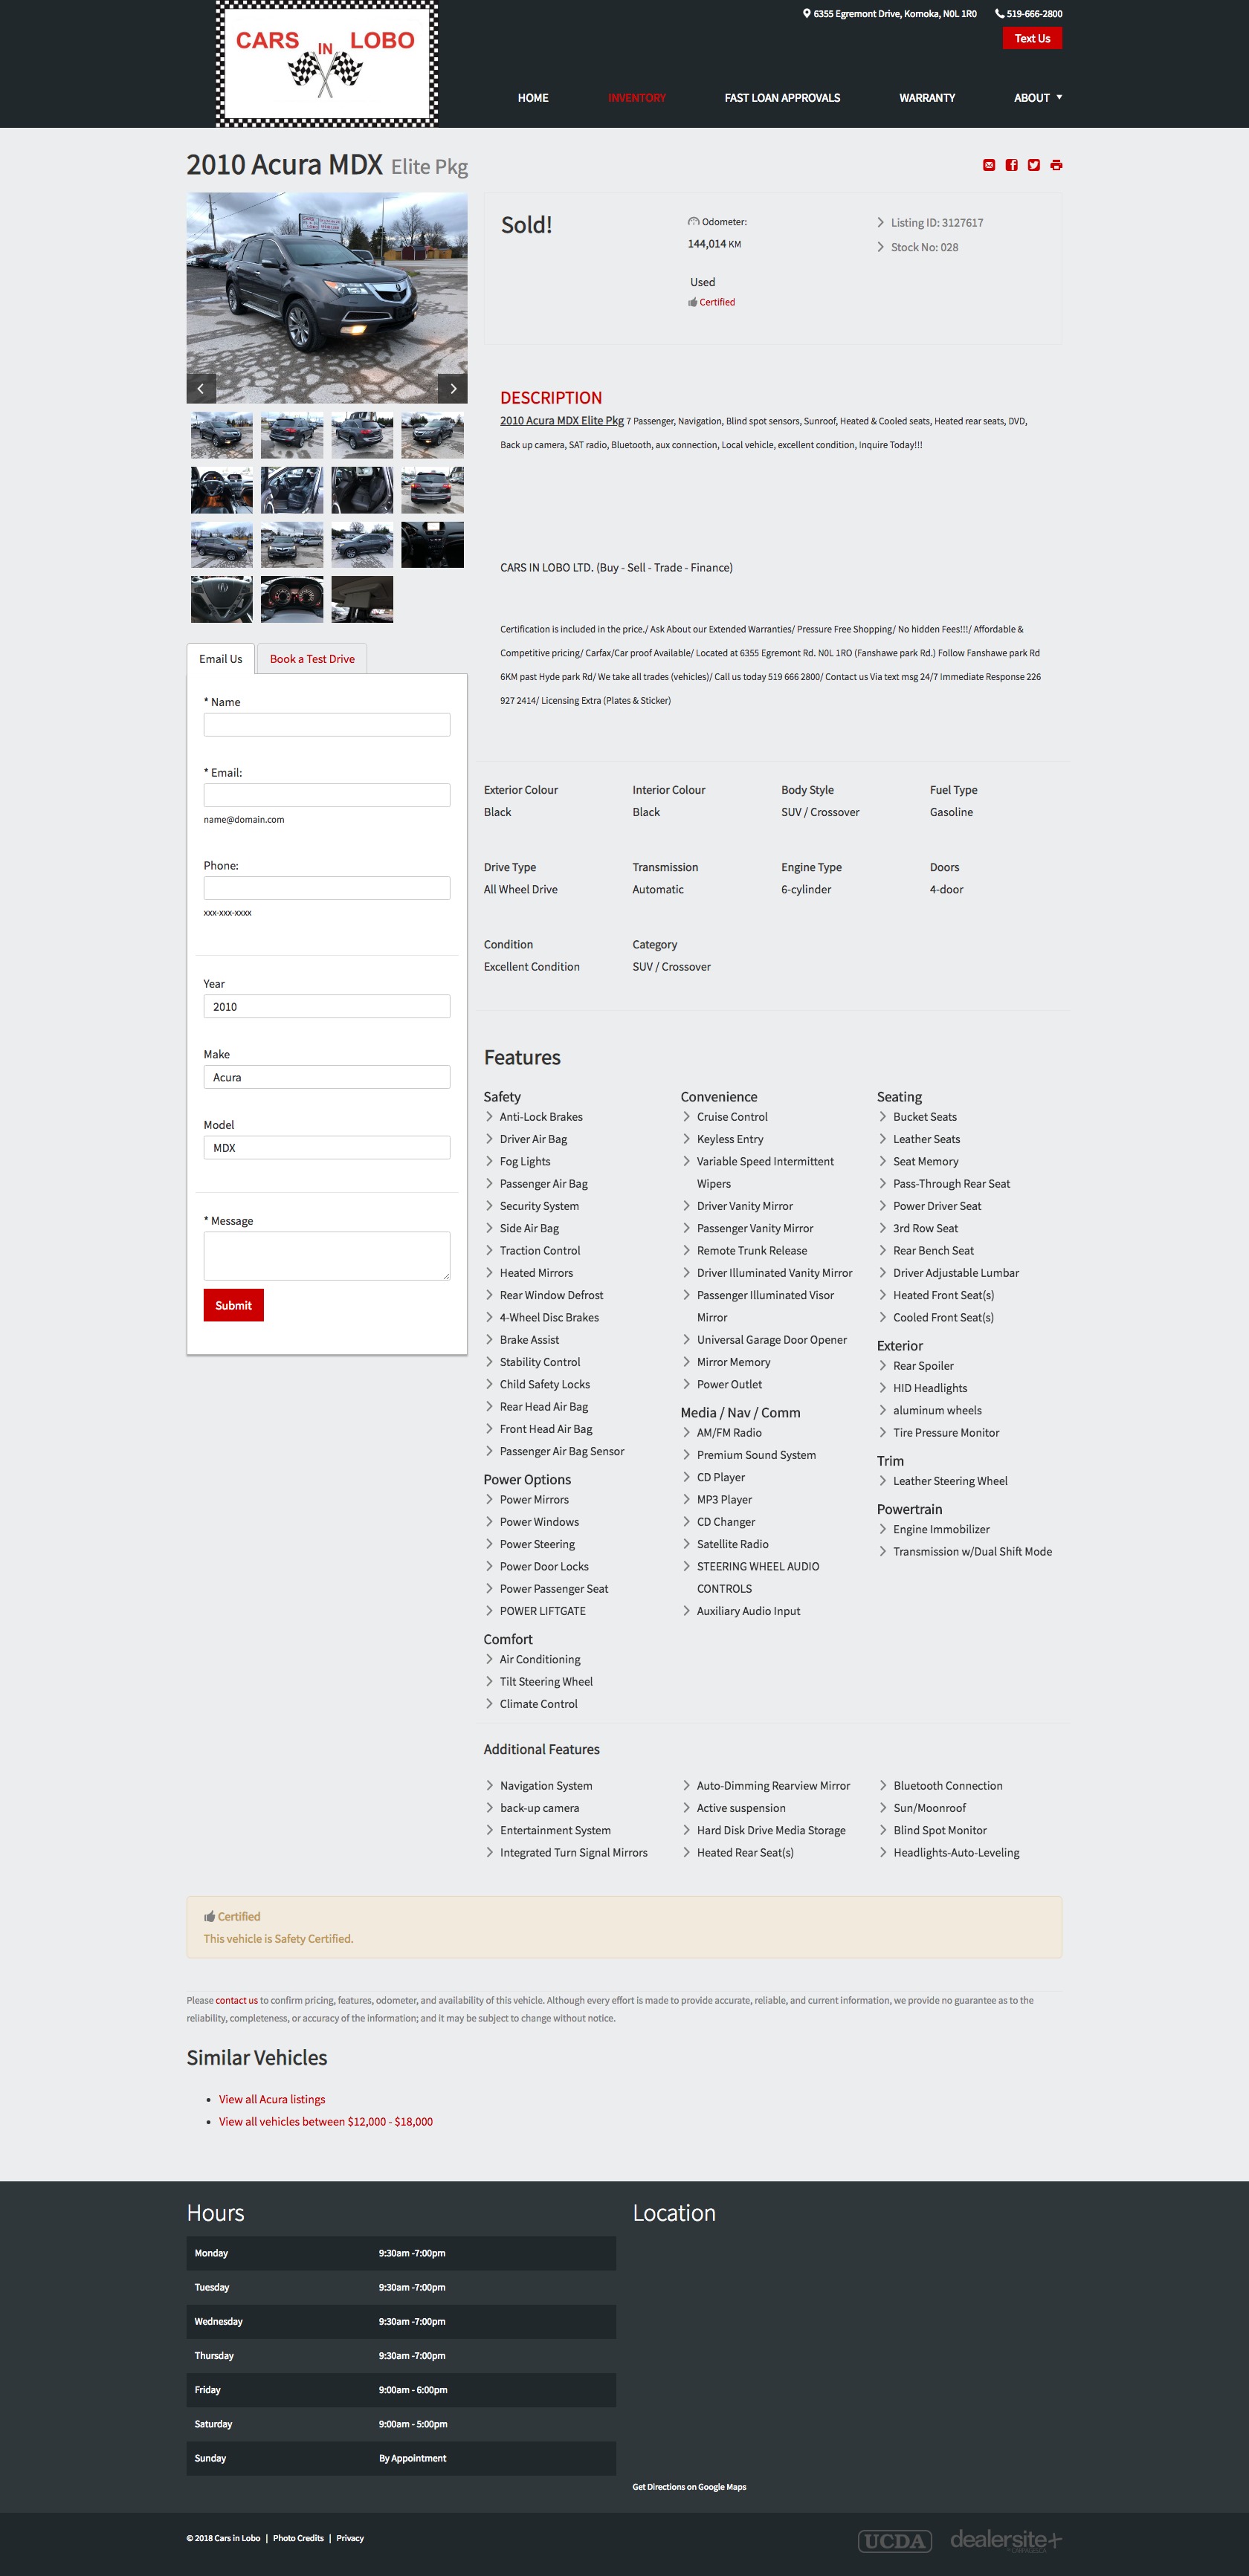 CARS IN LOBO
6355 Egremont Drive, Komoka, N0L 1R0 519-666-2800
Text Us
HOME INVENTORY FAST LOAN APPROVALS WARRANTY ABOUT
2010 Acura MDX Elite Pkg
Sold!
Odometer:
144,014 KM
Used
Certified
Listing ID: 3127617
Stock No: 028
DESCRIPTION
2010 Acura MDX Elite Pkg 7 Passenger, Navigation, Blind spot sensors, Sunroof, Heated & Cooled seats, Heated rear seats, DVD,
Back up camera, SAT radio, Bluetooth, aux connection, Local vehicle, excellent condition, Inquire Today!!!
CARS IN LOBO LTD. (Buy - Sell - Trade - Finance)
Certification is included in the price./ Ask About our Extended Warranties/ Pressure Free Shopping/ No hidden Fees!!!/ Affordable &
Competitive pricing/ Carfax/Car proof Available/ Located at 6355 Egremont Rd. N0L 1RO (Fanshawe park Rd.) Follow Fanshawe park Rd
6KM past Hyde park Rd/ We take all trades (vehicles)/ Call us today 519 666 2800/ Contact us Via text msg 24/7 Immediate Response 226
927 2414/ Licensing Extra (Plates & Sticker)
Email Us Book a Test Drive
* Name
* Email:
name@domain.com
Phone:
xxx-xxx-xxxx
Year
2010
Make
Acura
Model
MDX
* Message
Submit
Exterior Colour
Black
Interior Colour
Black
Body Style
SUV / Crossover
Fuel Type
Gasoline
Drive Type
All Wheel Drive
Transmission
Automatic
Engine Type
6-cylinder
Doors
4-door
Condition
Excellent Condition
Category
SUV / Crossover
Features
Safety
Anti-Lock Brakes
Driver Air Bag
Fog Lights
Passenger Air Bag
Security System
Side Air Bag
Traction Control
Heated Mirrors
Rear Window Defrost
4-Wheel Disc Brakes
Brake Assist
Stability Control
Child Safety Locks
Rear Head Air Bag
Front Head Air Bag
Passenger Air Bag Sensor
Power Options
Power Mirrors
Power Windows
Power Steering
Power Door Locks
Power Passenger Seat
POWER LIFTGATE
Comfort
Air Conditioning
Tilt Steering Wheel
Climate Control
Convenience
Cruise Control
Keyless Entry
Variable Speed Intermittent
Wipers
Driver Vanity Mirror
Passenger Vanity Mirror
Remote Trunk Release
Driver Illuminated Vanity Mirror
Passenger Illuminated Visor
Mirror
Universal Garage Door Opener
Mirror Memory
Power Outlet
Media / Nav / Comm
AM/FM Radio
Premium Sound System
CD Player
MP3 Player
CD Changer
Satellite Radio
STEERING WHEEL AUDIO
CONTROLS
Auxiliary Audio Input
Seating
Bucket Seats
Leather Seats
Seat Memory
Pass-Through Rear Seat
Power Driver Seat
3rd Row Seat
Rear Bench Seat
Driver Adjustable Lumbar
Heated Front Seat(s)
Cooled Front Seat(s)
Exterior
Rear Spoiler
HID Headlights
aluminum wheels
Tire Pressure Monitor
Trim
Leather Steering Wheel
Powertrain
Engine Immobilizer
Transmission w/Dual Shift Mode
Additional Features
Navigation System
back-up camera
Entertainment System
Integrated Turn Signal Mirrors
Auto-Dimming Rearview Mirror
Active suspension
Hard Disk Drive Media Storage
Heated Rear Seat(s)
Bluetooth Connection
Sun/Moonroof
Blind Spot Monitor
Headlights-Auto-Leveling
Certified
This vehicle is Safety Certified.
Please contact us to confirm pricing, features, odometer, and availability of this vehicle. Although every effort is made to provide accurate, reliable, and current information, we provide no guarantee as to the
reliability, completeness, or accuracy of the information; and it may be subject to change without notice.
Similar Vehicles
View all Acura listings
View all vehicles between $12,000 - $18,000
Hours
Monday 9:30am -7:00pm
Tuesday 9:30am -7:00pm
Wednesday 9:30am -7:00pm
Thursday 9:30am -7:00pm
Friday 9:00am - 6:00pm
Saturday 9:00am - 5:00pm
Sunday By Appointment
Location
Get Directions on Google Maps
© 2018 Cars in Lobo | Photo Credits | Privacy
UCDA dealersite+